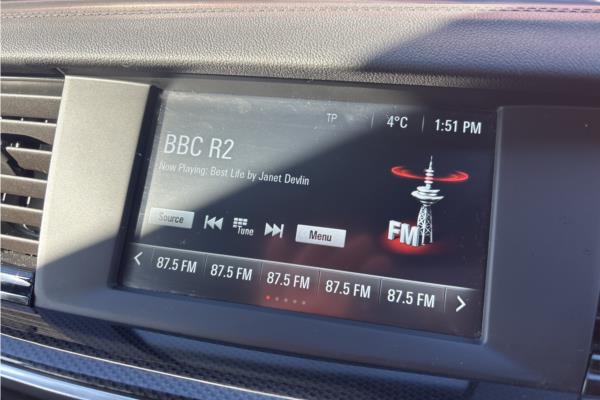 TP 4°C 1:51 PM
BBC R2
Now Playing: Best Life by Janet Devlin
FM
Source Tune Menu
87.5 FM 87.5 FM 87.5 FM 87.5 FM 87.5 FM